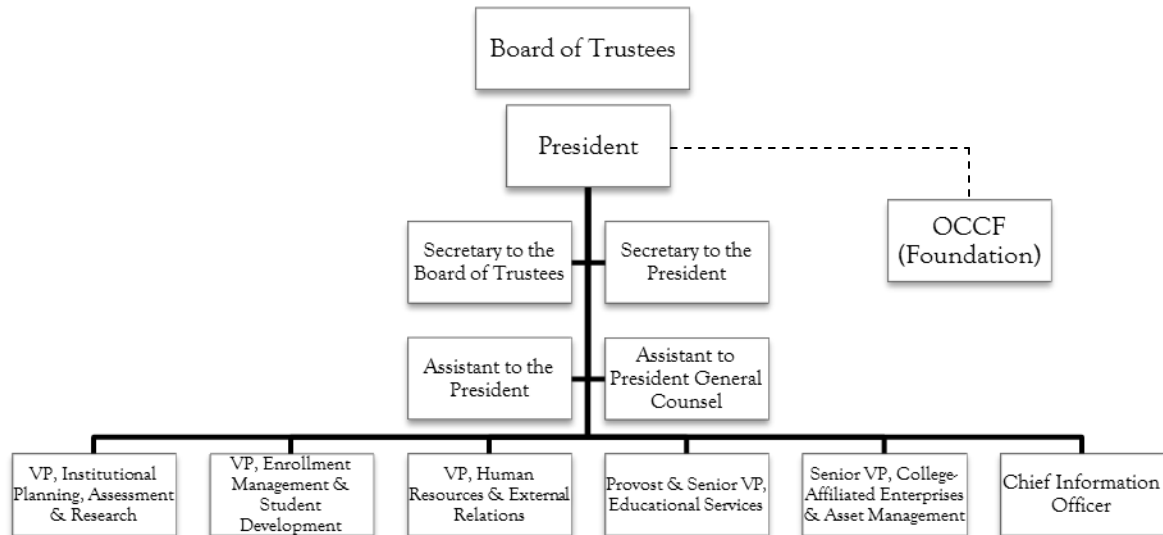 Board of Trustees
President
OCCF
(Foundation)
Secretary to the
Board of Trustees
Secretary to the
President
Assistant to the
President
Assistant to
President General
Counsel
VP, Institutional
Planning, Assessment
& Research
VP, Enrollment
Management &
Student
Development
VP, Human
Resources & External
Relations
Provost & Senior VP,
Educational Services
Senior VP, College-
Affiliated Enterprises
& Asset Management
Chief Information
Officer